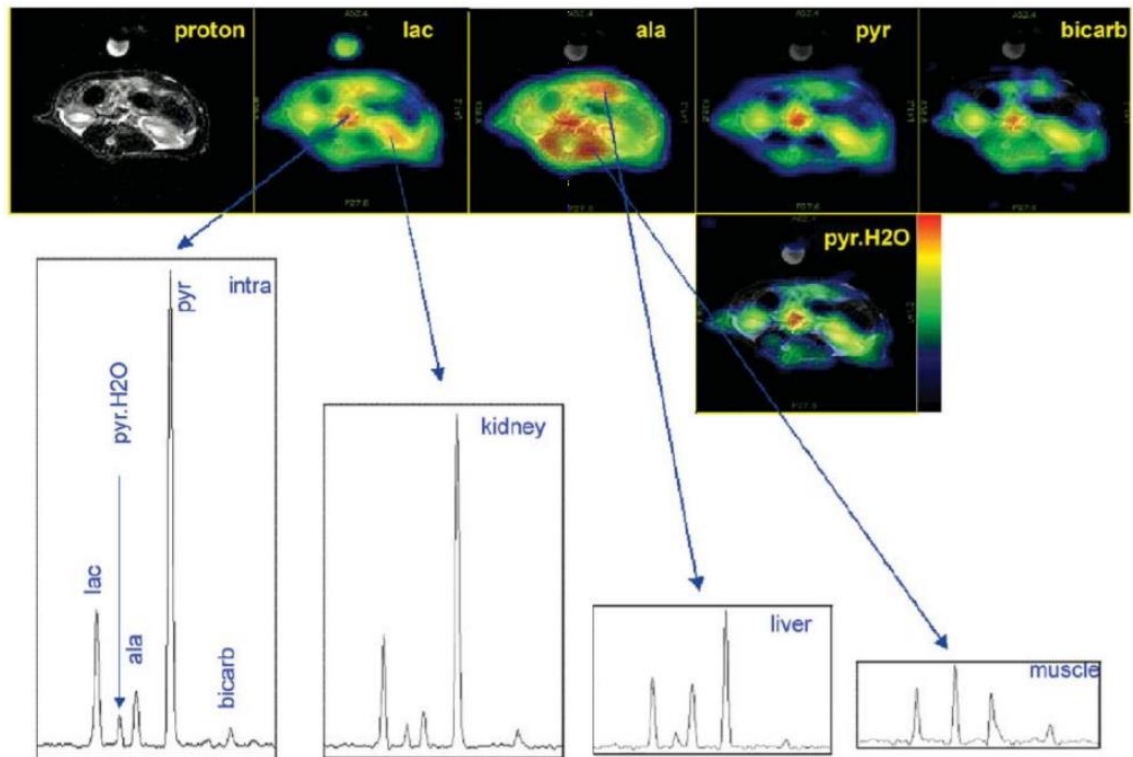 proton
lac
ala
pyr
bicarb
pyr.H2O
intra
pyr
pyr.H2O
lac
ala
bicarb
kidney
liver
muscle